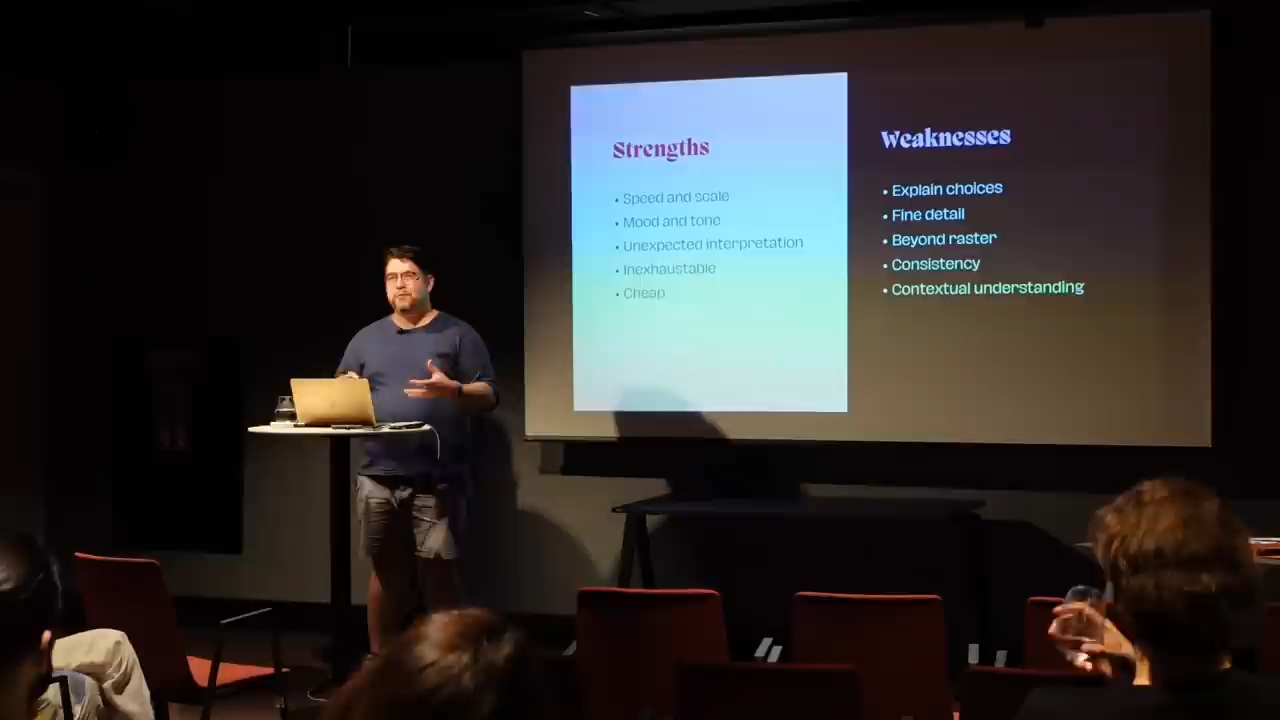 Strengths
• Speed and scale
• Mood and tone
• Unexpected interpretation
• Inexhaustable
• Cheap
Weaknesses
• Explain choices
• Fine detail
• Beyond raster
• Consistency
• Contextual understanding